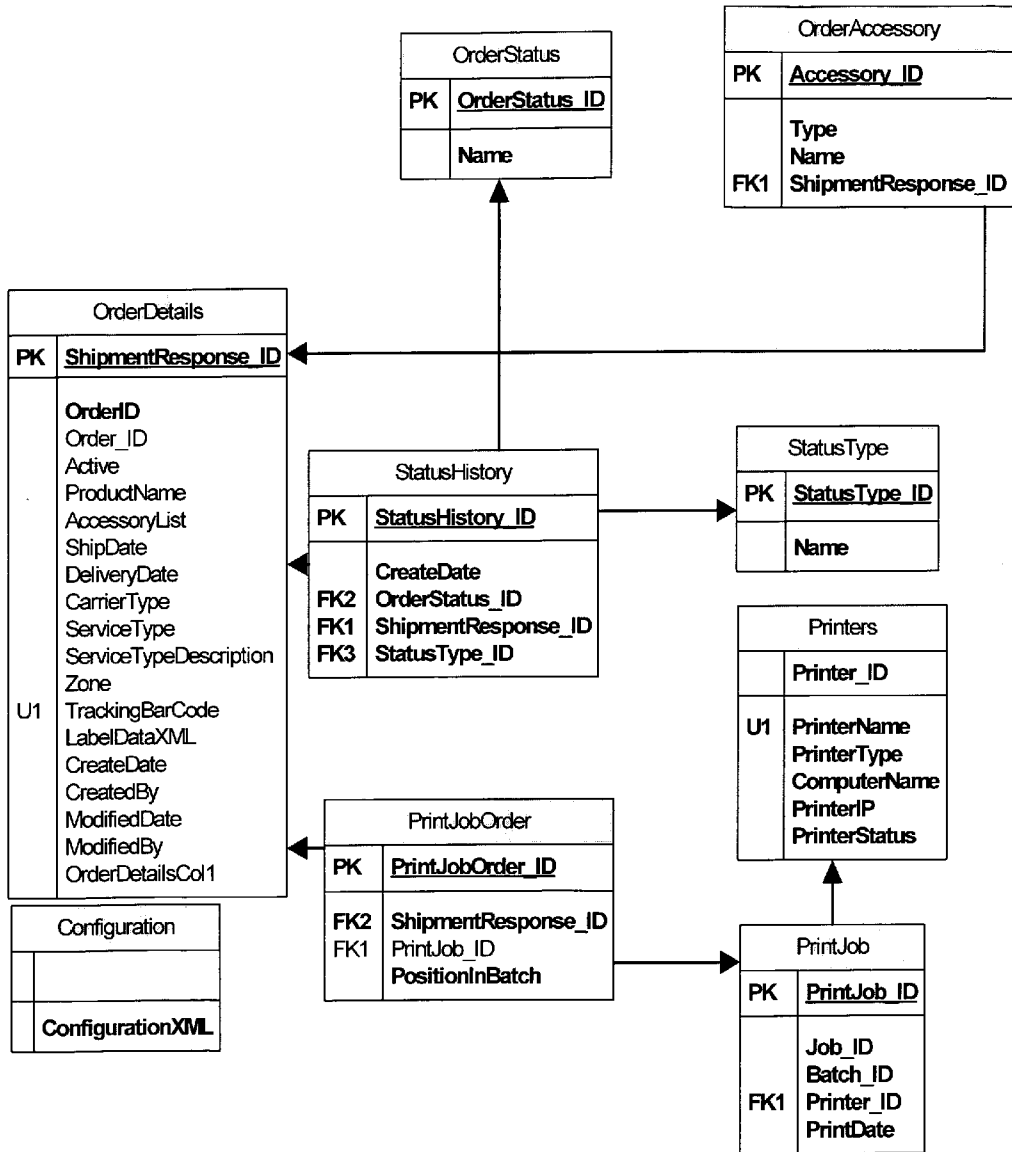 OrderStatus
PK OrderStatus_ID
Name
OrderAccessory
PK Accessory_ID
Type
Name
FK1 ShipmentResponse_ID
OrderDetails
PK ShipmentResponse_ID
OrderID
Order_ID
Active
ProductName
AccessoryList
ShipDate
DeliveryDate
CarrierType
ServiceType
ServiceTypeDescription
Zone
U1 TrackingBarCode
LabelDataXML
CreateDate
CreatedBy
ModifiedDate
ModifiedBy
OrderDetailsCol1
StatusHistory
PK StatusHistory_ID
CreateDate
FK2 OrderStatus_ID
FK1 ShipmentResponse_ID
FK3 StatusType_ID
StatusType
PK StatusType_ID
Name
Printers
Printer_ID
U1 PrinterName
PrinterType
ComputerName
PrinterIP
PrinterStatus
PrintJobOrder
PK PrintJobOrder_ID
FK2 ShipmentResponse_ID
FK1 PrintJob_ID
PositionInBatch
Configuration
ConfigurationXML
PrintJob
PK PrintJob_ID
Job_ID
Batch_ID
FK1 Printer_ID
PrintDate